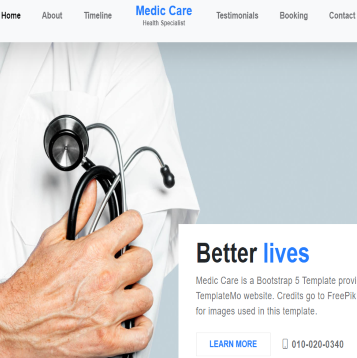 Home About Timeline Medic Care Testimonials Booking Contact
Health Specialist
Better lives
Medic Care is a Bootstrap 5 Template provi
TemplateMo website. Credits go to FreePik
for images used in this template.
LEARN MORE 010-020-0340